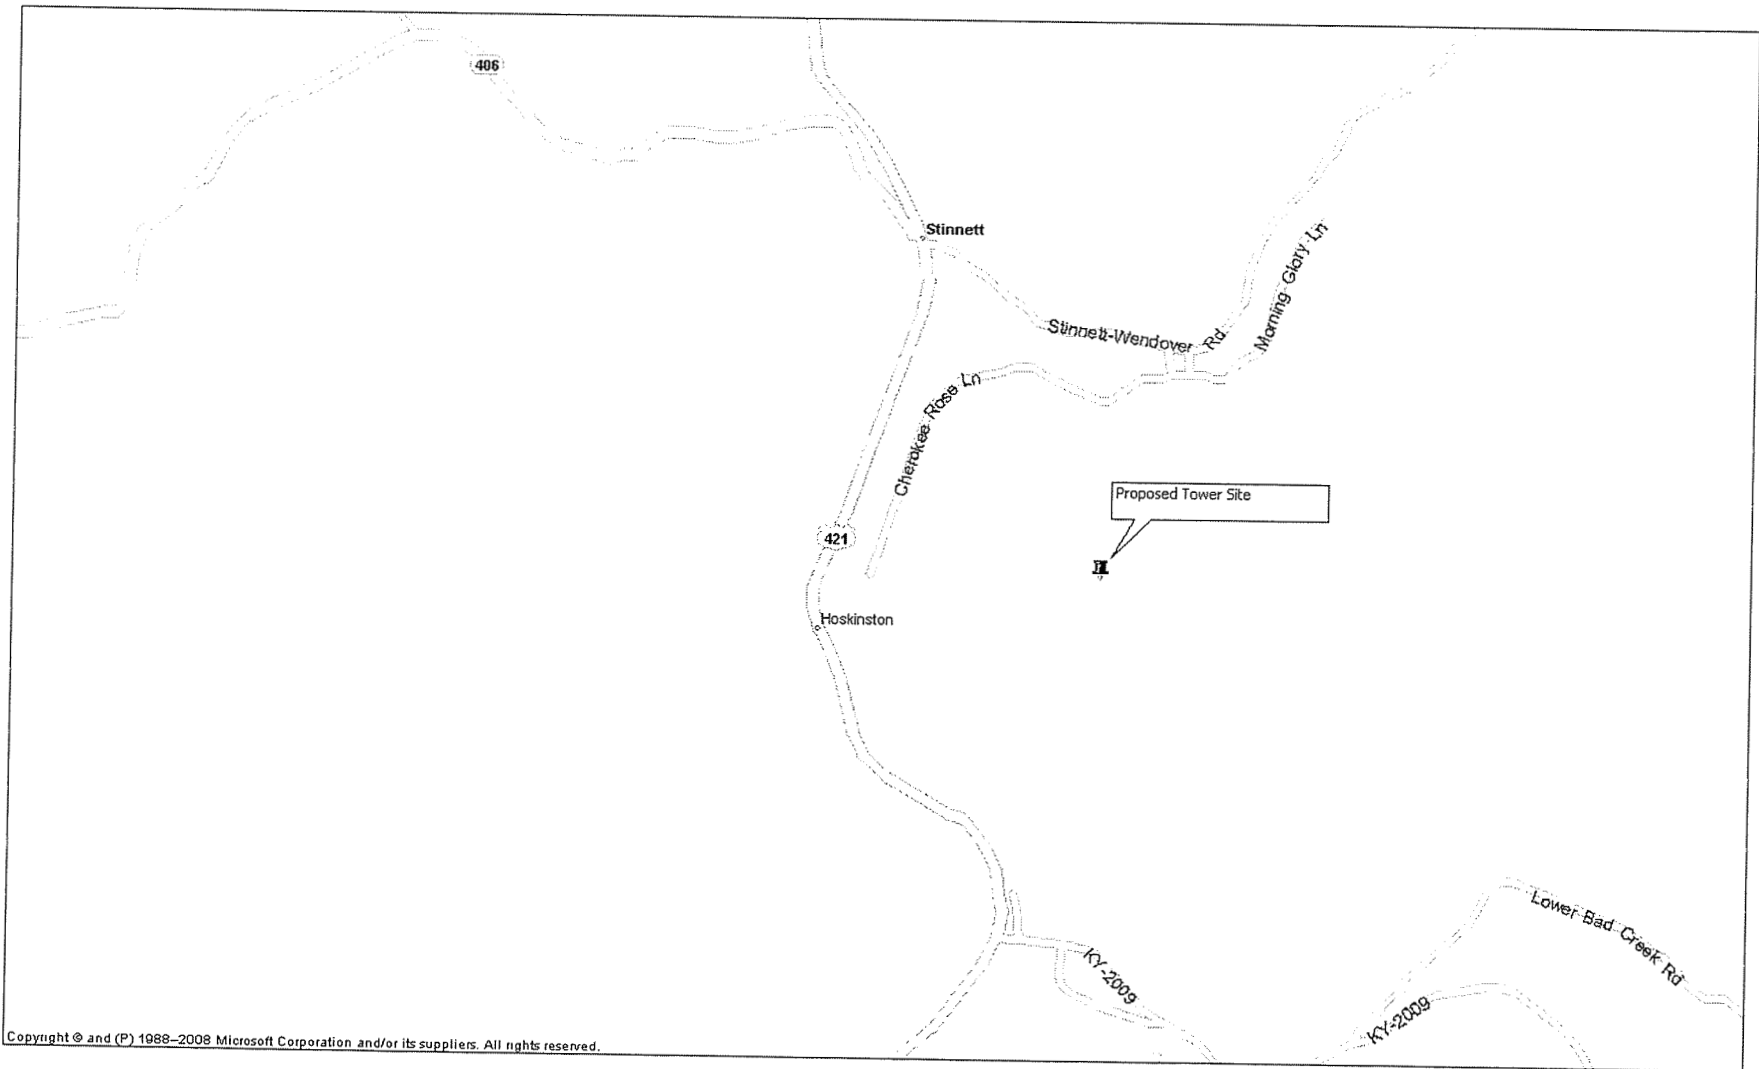 406
Stinnett
Morning Glory Ln
Stinnett-Wendover Rd
Cherokee Rose Ln
Proposed Tower Site
421
Hoskinston
Lower Bad Creek Rd
KY-2009
KY-2009
Copyright © and (P) 1988–2008 Microsoft Corporation and/or its suppliers. All rights reserved.